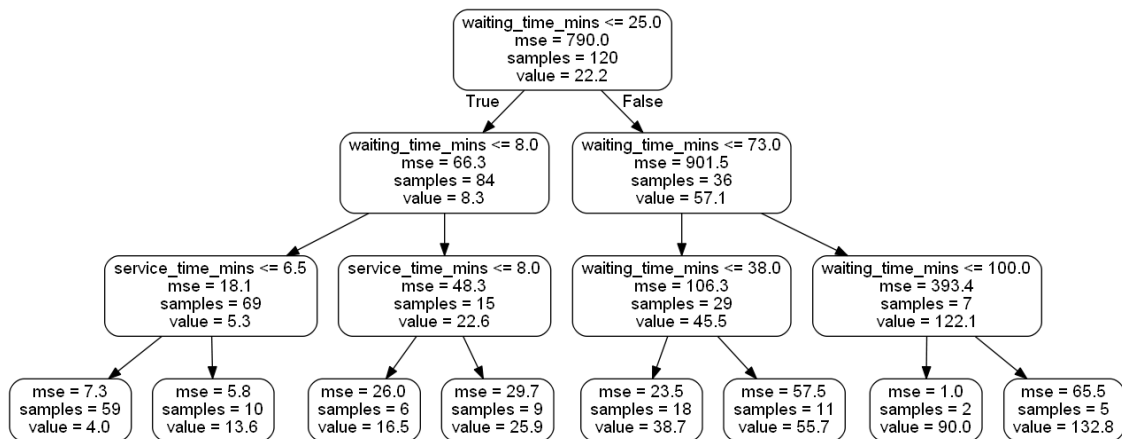 waiting_time_mins <= 25.0
mse = 790.0
samples = 120
value = 22.2
True
False
waiting_time_mins <= 8.0
mse = 66.3
samples = 84
value = 8.3
waiting_time_mins <= 73.0
mse = 901.5
samples = 36
value = 57.1
service_time_mins <= 6.5
mse = 18.1
samples = 69
value = 5.3
service_time_mins <= 8.0
mse = 48.3
samples = 15
value = 22.6
waiting_time_mins <= 38.0
mse = 106.3
samples = 29
value = 45.5
waiting_time_mins <= 100.0
mse = 393.4
samples = 7
value = 122.1
mse = 7.3
samples = 59
value = 4.0
mse = 5.8
samples = 10
value = 13.6
mse = 26.0
samples = 6
value = 16.5
mse = 29.7
samples = 9
value = 25.9
mse = 23.5
samples = 18
value = 38.7
mse = 57.5
samples = 11
value = 55.7
mse = 1.0
samples = 2
value = 90.0
mse = 65.5
samples = 5
value = 132.8